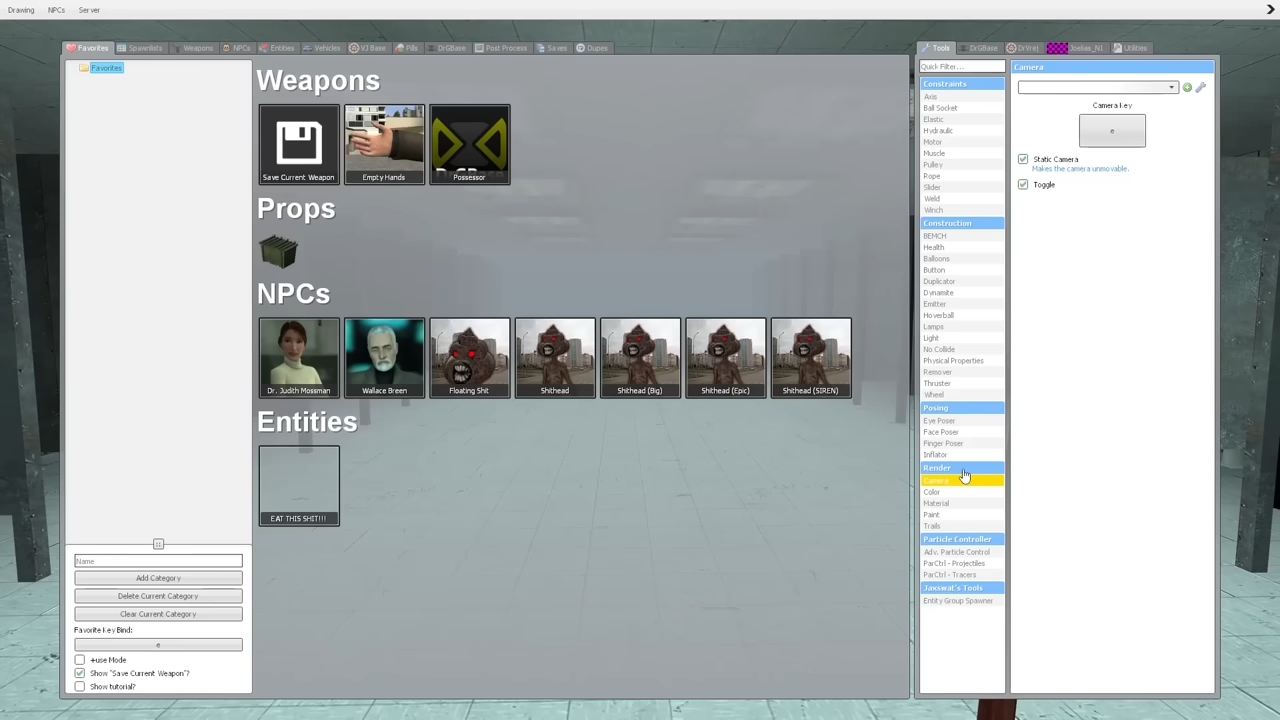 Drawing NPCs Server
Favorites Spawnlists Weapons NPCs Entities Vehicles VJ Base Pills DrGBase Post Process Saves Dupes
Favorites
Weapons
Save Current Weapon Empty Hands Possessor
Props
NPCs
Dr. Judith Mossman Wallace Breen Floating Shit Shithead Shithead (Big) Shithead (Epic) Shithead (SIREN)
Entities
EAT THIS SHIT!!!
Name
Add Category
Delete Current Category
Clear Current Category
Favorite Key Bind:
e
+use Mode
Show "Save Current Weapon"?
Show tutorial?
Tools DrGBase DrVrej Joelias_N1 Utilities
Quick Filter...
Constraints
Axis
Ball Socket
Elastic
Hydraulic
Motor
Muscle
Pulley
Rope
Slider
Weld
Winch
Construction
BEMCH
Health
Balloons
Button
Duplicator
Dynamite
Emitter
Hoverball
Lamps
Light
No Collide
Physical Properties
Remover
Thruster
Wheel
Posing
Eye Poser
Face Poser
Finger Poser
Inflator
Render
Camera
Color
Material
Paint
Trails
Particle Controller
Adv. Particle Control
ParCtrl - Projectiles
ParCtrl - Tracers
Jaxswat's Tools
Entity Group Spawner
Camera
Camera Key
e
Static Camera
Makes the camera unmovable.
Toggle